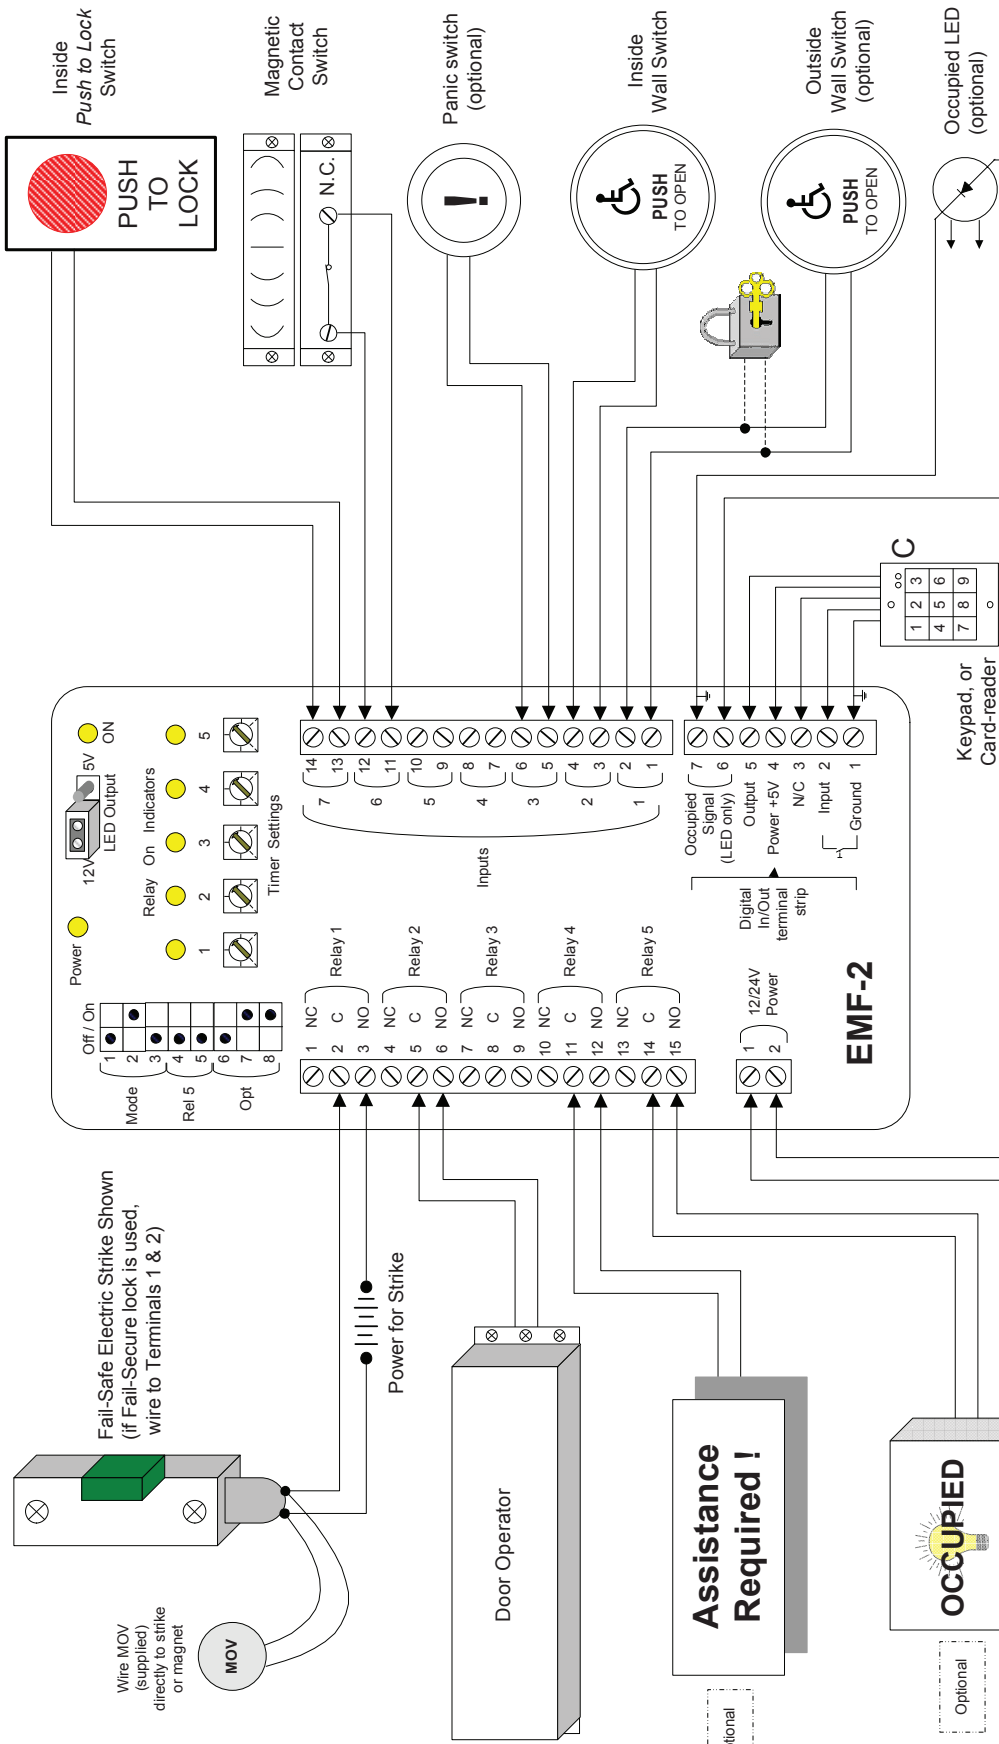 Inside
Push to Lock
Switch
PUSH
TO
LOCK
Magnetic
Contact
Switch
N.C.
Panic switch
(optional)
!
Inside
Wall Switch
PUSH
TO OPEN
Outside
Wall Switch
(optional)
PUSH
TO OPEN
Occupied LED
(optional)
C
1 2 3
4 5 6
7 8 9
Keypad, or
Card-reader
Power
12V
5V
LED Output
ON
Relay On Indicators
1 2 3 4 5
Timer Settings
Off / On
1
2
3
4
5
6
7
8
Mode
Rel 5
Opt
14
13
12
11
10
9
8
7
6
5
4
3
2
1
7
6
5
4
3
2
1
Inputs
7
6
5
4
3
2
1
Occupied
Signal
(LED only)
Output
Power +5V
N/C
Input
Ground
Digital
In/Out
terminal
strip
1 NC
2 C
3 NO
Relay 1
4 NC
5 C
6 NO
Relay 2
7 NC
8 C
9 NO
Relay 3
10 NC
11 C
12 NO
Relay 4
13 NC
14 C
15 NO
Relay 5
1
2
12/24V
Power
EMF-2
Fail-Safe Electric Strike Shown
(if Fail-Secure lock is used,
wire to Terminals 1 & 2)
Power for Strike
Wire MOV
(supplied)
directly to strike
or magnet
MOV
Door Operator
Assistance
Required !
OCCUPIED
Optional